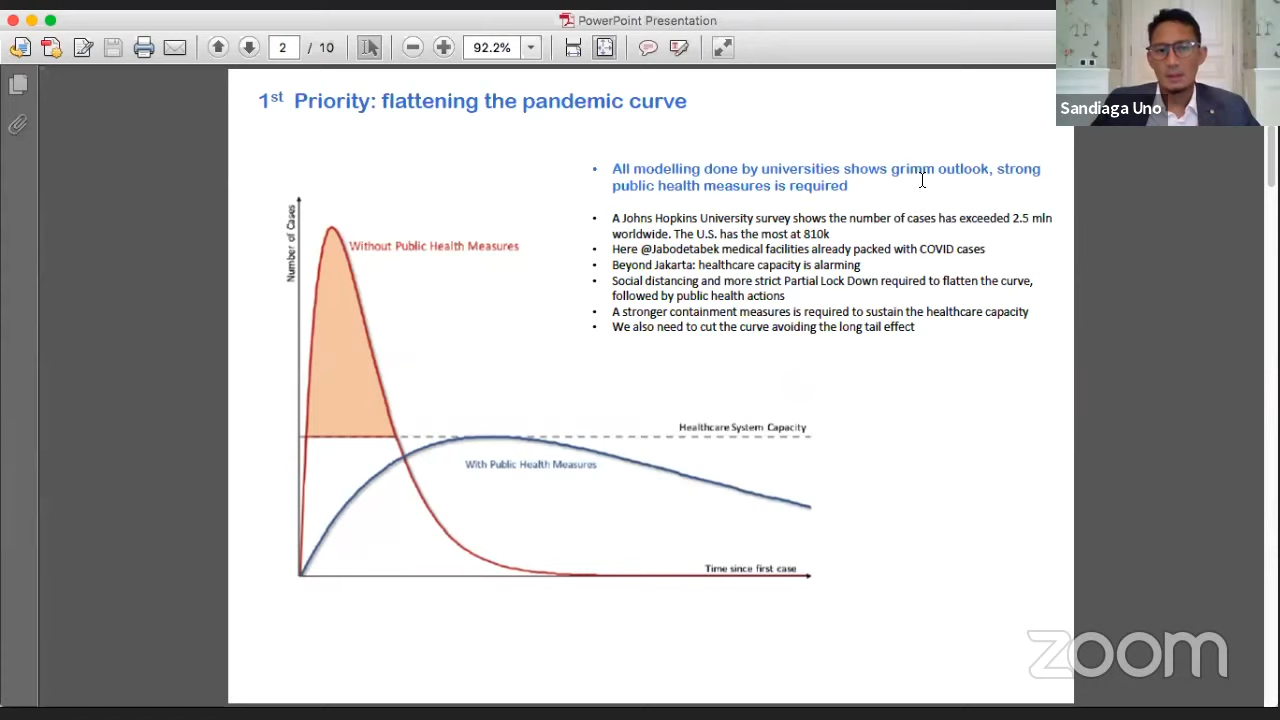 PowerPoint Presentation
2 / 10
92.2%
Sandiaga Uno
1st Priority: flattening the pandemic curve
• All modelling done by universities shows grimm outlook, strong
public health measures is required
• A Johns Hopkins University survey shows the number of cases has exceeded 2.5 mln
worldwide. The U.S. has the most at 810k
• Here @Jabodetabek medical facilities already packed with COVID cases
• Beyond Jakarta: healthcare capacity is alarming
• Social distancing and more strict Partial Lock Down required to flatten the curve,
followed by public health actions
• A stronger containment measures is required to sustain the healthcare capacity
• We also need to cut the curve avoiding the long tail effect
Number of Cases
Without Public Health Measures
Healthcare System Capacity
With Public Health Measures
Time since first case
zoom